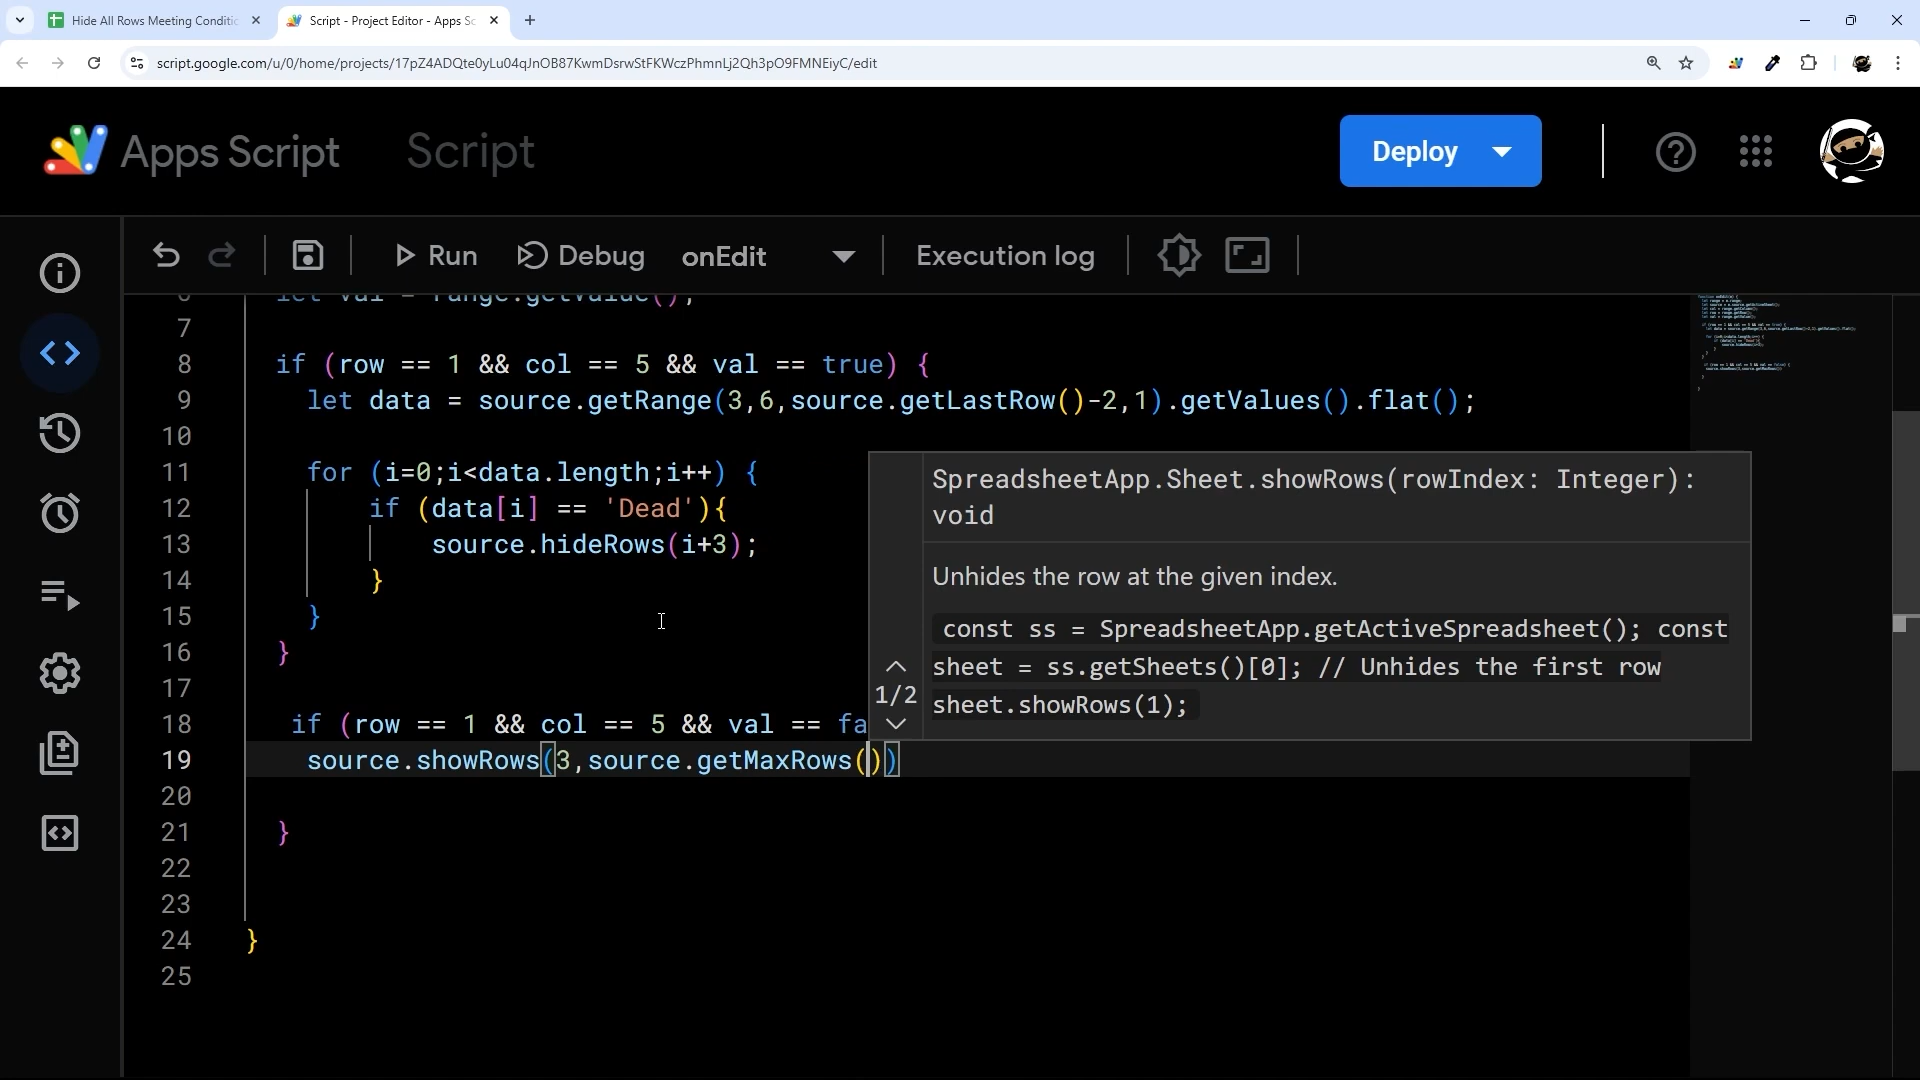 Hide All Rows Meeting Conditic
Script - Project Editor - Apps Sc
script.google.com/u/0/home/projects/17pZ4ADQte0yLu04qJnOB87KwmDsrwStFKWczPhmnLj2Qh3pO9FMNEiyC/edit
Apps Script
Script
Deploy
Run
Debug
onEdit
Execution log
6 let val = range.getValue();
7
8 if (row == 1 && col == 5 && val == true) {
9 let data = source.getRange(3,6,source.getLastRow()-2,1).getValues().flat();
10
11 for (i=0;i<data.length;i++) {
12 if (data[i] == 'Dead'){
13 source.hideRows(i+3);
14 }
15 }
16 }
17
18 if (row == 1 && col == 5 && val == fa
19 source.showRows(3,source.getMaxRows())
20
21 }
22
23
24 }
25
SpreadsheetApp.Sheet.showRows(rowIndex: Integer):
void
Unhides the row at the given index.
const ss = SpreadsheetApp.getActiveSpreadsheet(); const
sheet = ss.getSheets()[0]; // Unhides the first row
sheet.showRows(1);
1/2